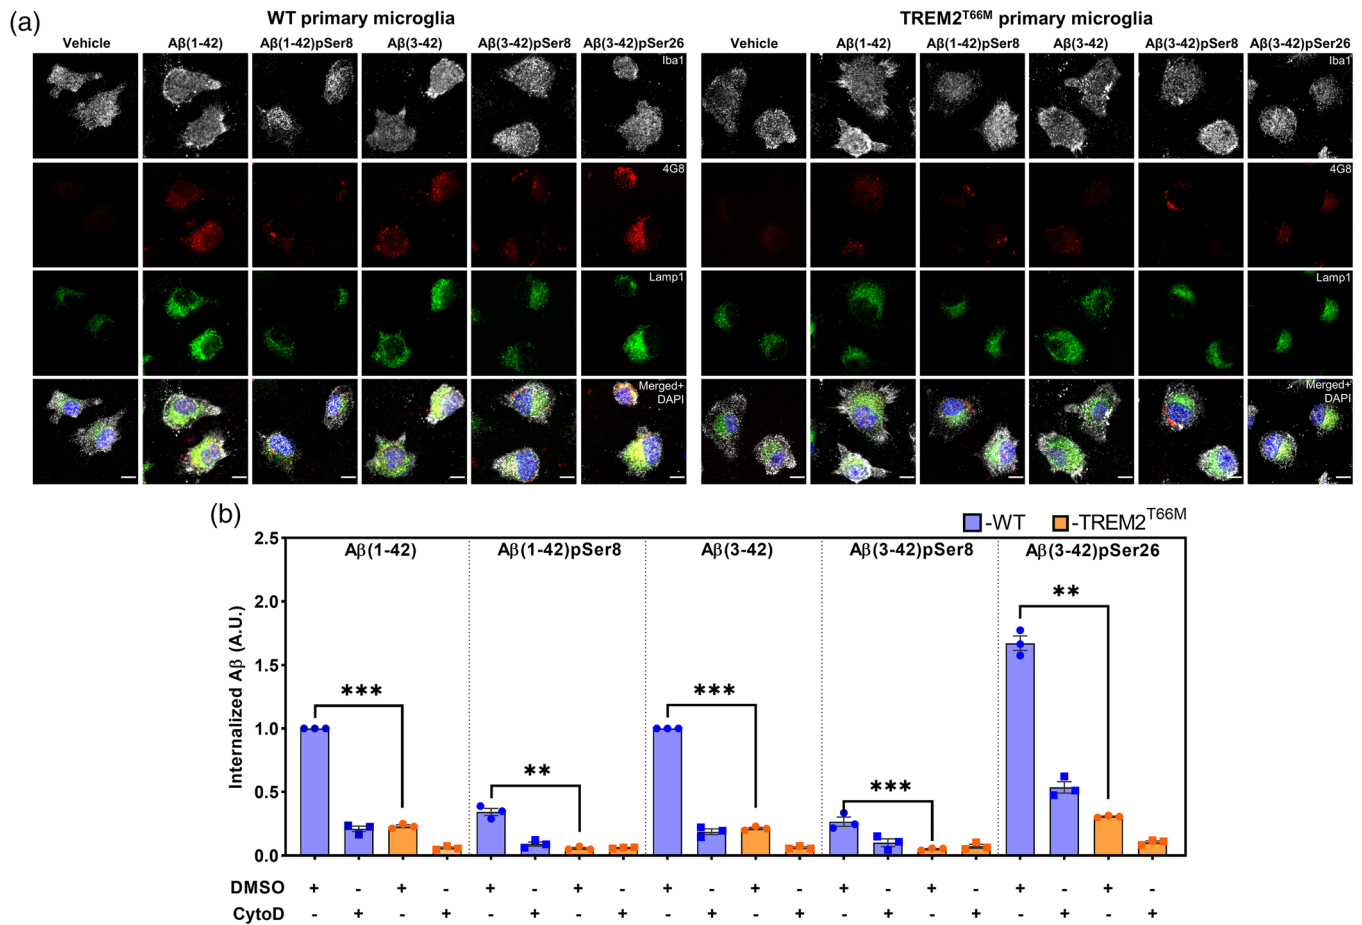 (a)
WT primary microglia
TREM2T66M primary microglia
Vehicle Aβ(1-42) Aβ(1-42)pSer8 Aβ(3-42) Aβ(3-42)pSer8 Aβ(3-42)pSer26
Vehicle Aβ(1-42) Aβ(1-42)pSer8 Aβ(3-42) Aβ(3-42)pSer8 Aβ(3-42)pSer26
Iba1
Iba1
4G8
4G8
Lamp1
Lamp1
Merged+
DAPI
Merged+
DAPI
(b)
-WT -TREM2T66M
Aβ(1-42) Aβ(1-42)pSer8 Aβ(3-42) Aβ(3-42)pSer8 Aβ(3-42)pSer26
Internalized Aβ (A.U.)
2.5
2.0
1.5
1.0
0.5
0.0
***
**
***
***
**
DMSO + - + - + - + - + - + - + - + - + - + -
CytoD - + - + - + - + - + - + - + - + - + - +